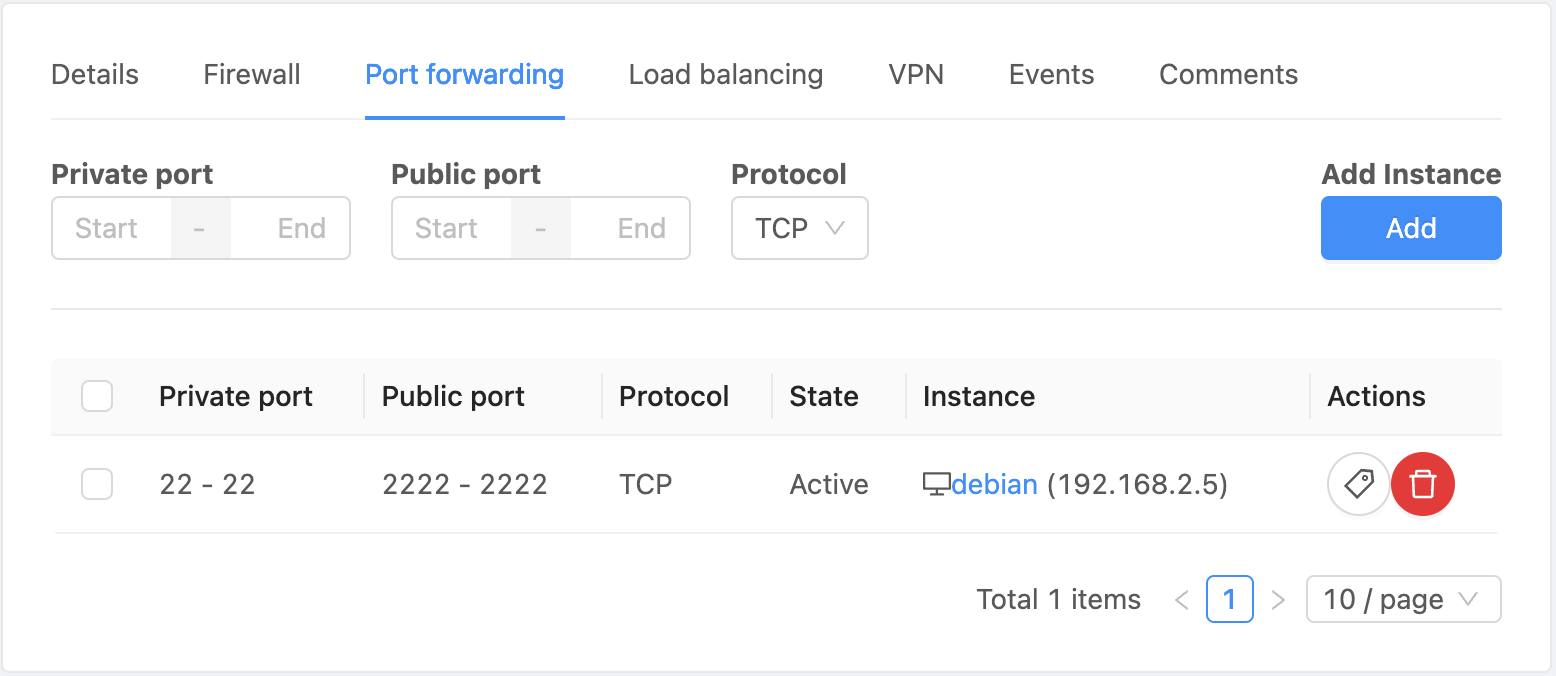 Details Firewall Port forwarding Load balancing VPN Events Comments
Private port Public port Protocol Add Instance
Start - End Start - End TCP Add
Private port Public port Protocol State Instance Actions
22 - 22 2222 - 2222 TCP Active debian (192.168.2.5)
Total 1 items < 1 > 10 / page